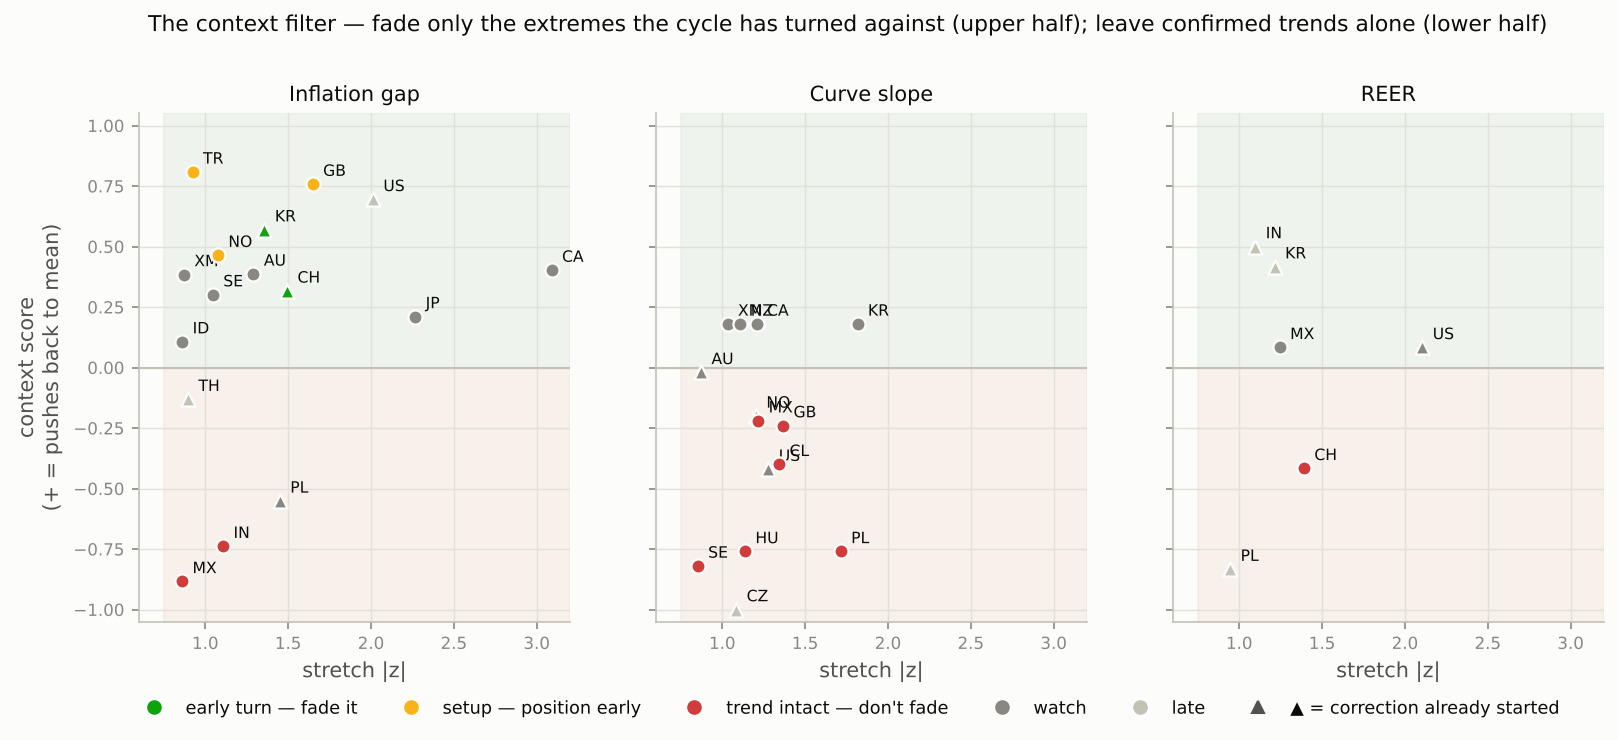 The context filter — fade only the extremes the cycle has turned against (upper half); leave confirmed trends alone (lower half)
Inflation gap
context score
(+ = pushes back to mean)
1.00
0.75
0.50
0.25
0.00
−0.25
−0.50
−0.75
−1.00
TR
GB
US
KR
NO
XM
AU
SE
CH
CA
JP
ID
TH
PL
IN
MX
1.0 1.5 2.0 2.5 3.0
stretch |z|
Curve slope
XM NZ CA
KR
AU
NO
MX
GB
CL
US
HU
PL
SE
CZ
1.0 1.5 2.0 2.5 3.0
stretch |z|
REER
IN
KR
MX
US
CH
PL
1.0 1.5 2.0 2.5 3.0
stretch |z|
early turn — fade it setup — position early trend intact — don't fade watch late ▲ = correction already started